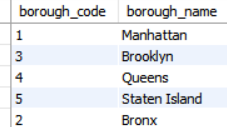 borough_code borough_name
1 Manhattan
3 Brooklyn
4 Queens
5 Staten Island
2 Bronx